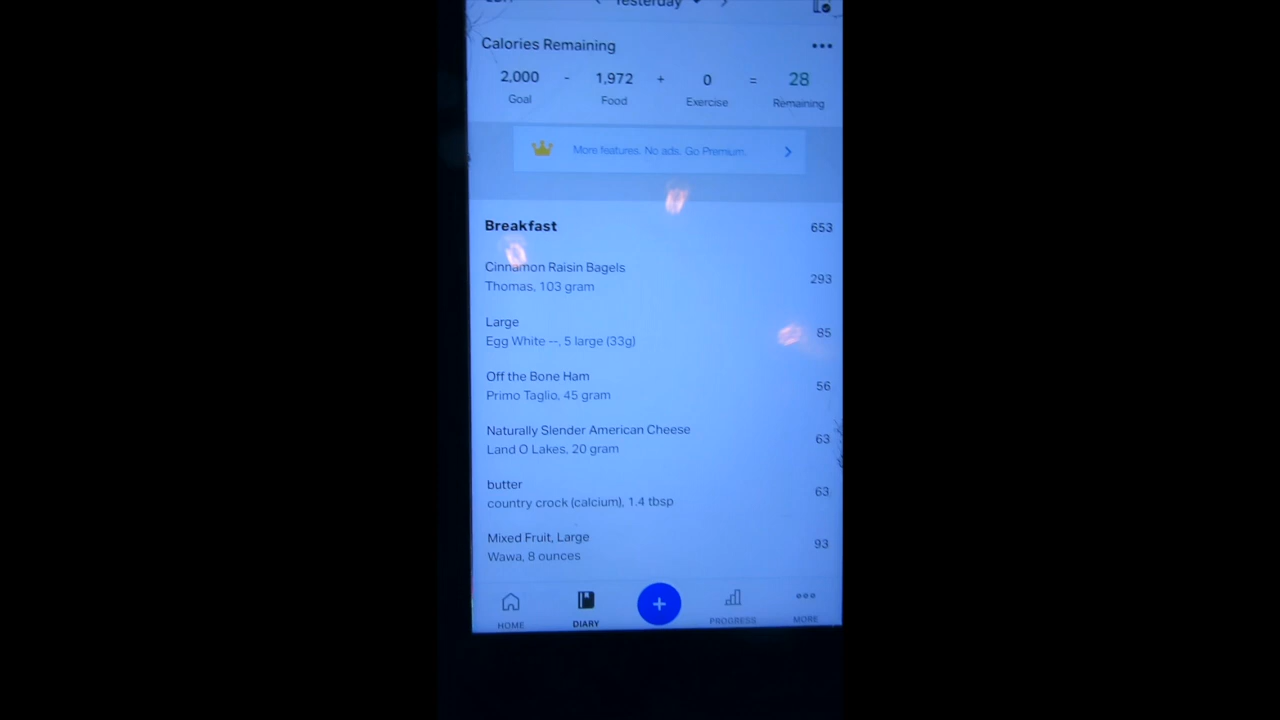 Yesterday
Calories Remaining
2,000 - 1,972 + 0 = 28
Goal Food Exercise Remaining
More features. No ads. Go Premium.
Breakfast 653
Cinnamon Raisin Bagels
Thomas, 103 gram 293
Large
Egg White --, 5 large (33g) 85
Off the Bone Ham
Primo Taglio, 45 gram 56
Naturally Slender American Cheese
Land O Lakes, 20 gram 63
butter
country crock (calcium), 1.4 tbsp 63
Mixed Fruit, Large
Wawa, 8 ounces 93
HOME DIARY PROGRESS MORE